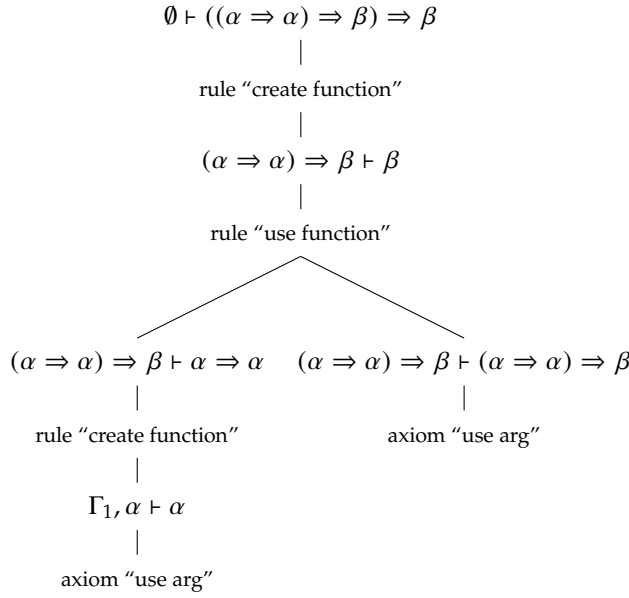 ∅ ⊢ ((α ⇒ α) ⇒ β) ⇒ β
rule “create function”
(α ⇒ α) ⇒ β ⊢ β
rule “use function”
(α ⇒ α) ⇒ β ⊢ α ⇒ α
(α ⇒ α) ⇒ β ⊢ (α ⇒ α) ⇒ β
rule “create function”
axiom “use arg”
Γ₁, α ⊢ α
axiom “use arg”